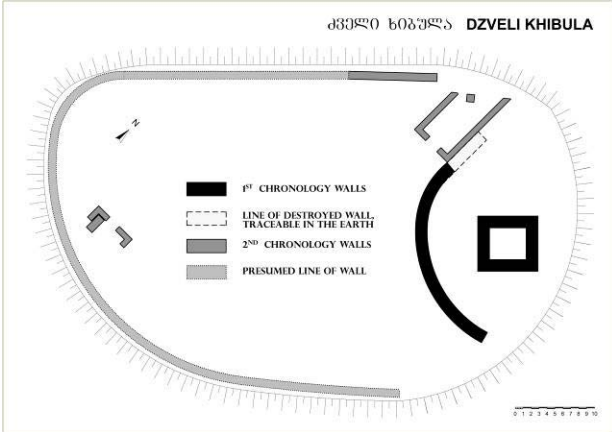 ძველი ხიბულა DZVELI KHIBULA
N
1ST CHRONOLOGY WALLS
LINE OF DESTROYED WALL,
TRACEABLE IN THE EARTH
2ND CHRONOLOGY WALLS
PRESUMED LINE OF WALL
0 1 2 3 4 5 6 7 8 9 10